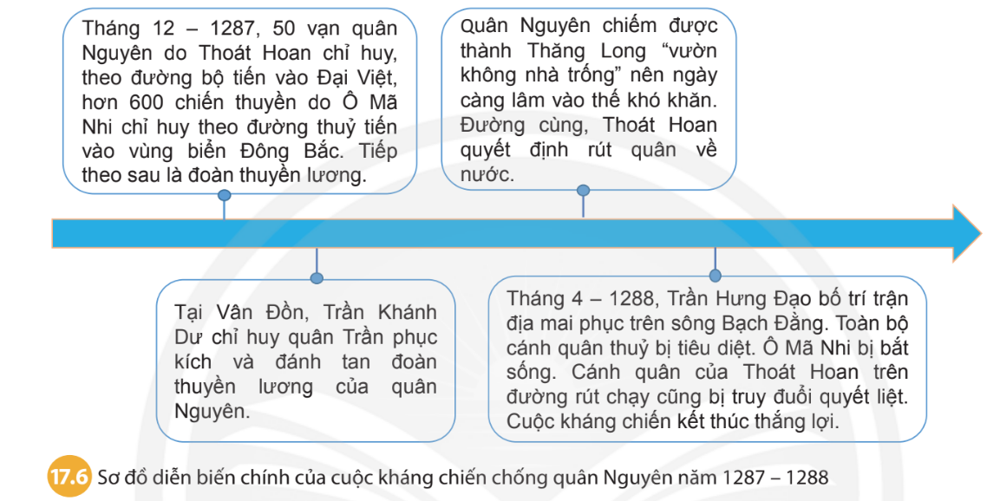 Tháng 12 – 1287, 50 vạn quân
Nguyên do Thoát Hoan chỉ huy,
theo đường bộ tiến vào Đại Việt,
hơn 600 chiến thuyền do Ô Mã
Nhi chỉ huy theo đường thuỷ tiến
vào vùng biển Đông Bắc. Tiếp
theo sau là đoàn thuyền lương.
Quân Nguyên chiếm được
thành Thăng Long “vườn
không nhà trống” nên ngày
càng lâm vào thế khó khăn.
Đường cùng, Thoát Hoan
quyết định rút quân về
nước.
Tại Vân Đồn, Trần Khánh
Dư chỉ huy quân Trần phục
kích và đánh tan đoàn
thuyền lương của quân
Nguyên.
Tháng 4 – 1288, Trần Hưng Đạo bố trí trận
địa mai phục trên sông Bạch Đằng. Toàn bộ
cánh quân thuỷ bị tiêu diệt. Ô Mã Nhi bị bắt
sống. Cánh quân của Thoát Hoan trên
đường rút chạy cũng bị truy đuổi quyết liệt.
Cuộc kháng chiến kết thúc thắng lợi.
17.6 Sơ đồ diễn biến chính của cuộc kháng chiến chống quân Nguyên năm 1287 – 1288